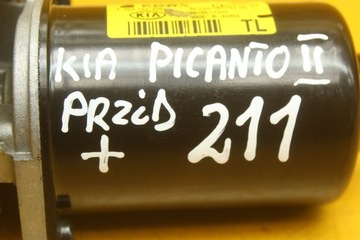 KIA
TL
KIA PICANTO II
PRZÓD
+ 211